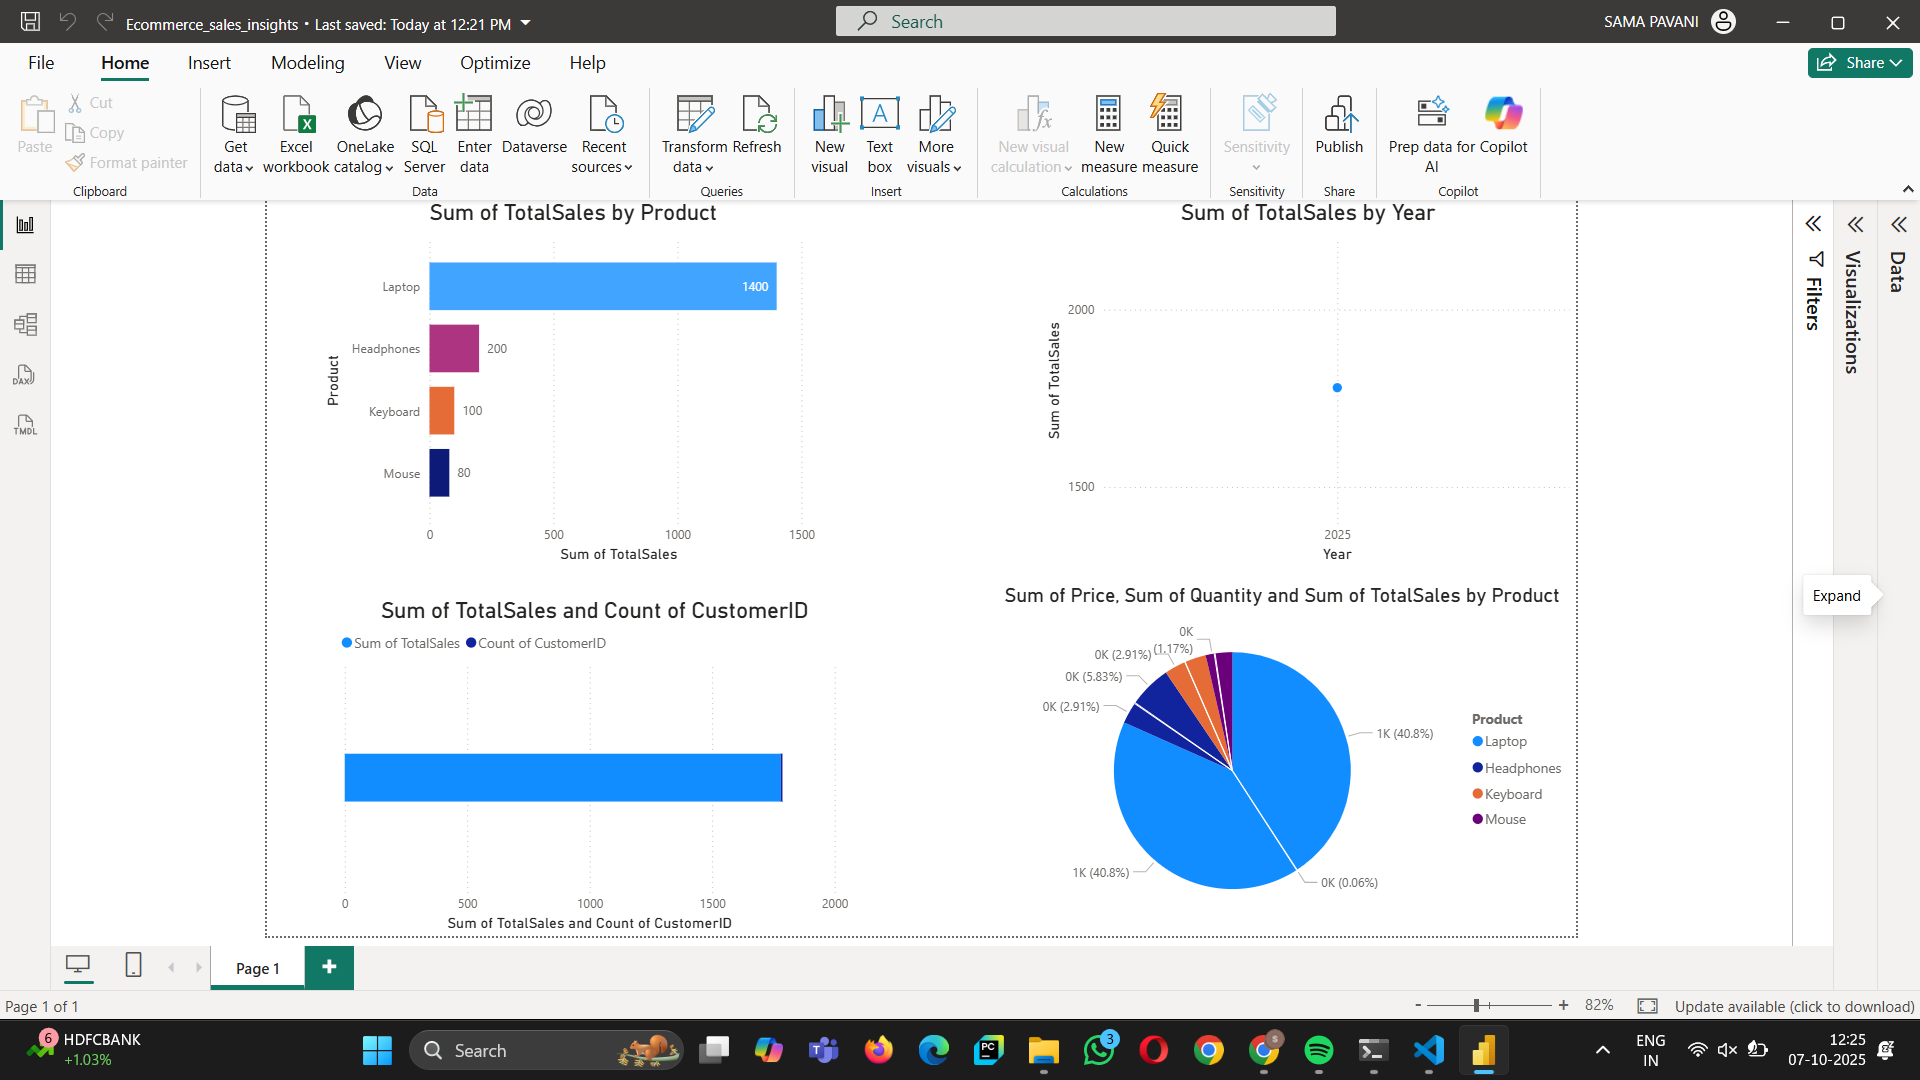 Ecommerce_sales_insights • Last saved: Today at 12:21 PM
Search
SAMA PAVANI
File
Home
Insert
Modeling
View
Optimize
Help
Share
Paste
Cut
Copy
Format painter
Clipboard
Get data
Excel workbook
OneLake catalog
SQL Server
Enter data
Dataverse
Recent sources
Data
Transform data
Refresh
Queries
New visual
Text box
More visuals
Insert
New visual calculation
New measure
Quick measure
Calculations
Sensitivity
Sensitivity
Publish
Share
Prep data for AI
Copilot
Copilot
DAX
TMDL
Sum of TotalSales by Product
Product
Laptop
1400
Headphones
200
Keyboard
100
Mouse
80
0
500
1000
1500
Sum of TotalSales
Sum of TotalSales by Year
Sum of TotalSales
2000
1500
2025
Year
Sum of TotalSales and Count of CustomerID
Sum of TotalSales
Count of CustomerID
0
500
1000
1500
2000
Sum of TotalSales and Count of CustomerID
Sum of Price, Sum of Quantity and Sum of TotalSales by Product
0K
(1.17%)
0K (2.91%)
0K (5.83%)
0K (2.91%)
1K (40.8%)
1K (40.8%)
0K (0.06%)
Product
Laptop
Headphones
Keyboard
Mouse
Filters
Visualizations
Data
Expand
Page 1
Page 1 of 1
- + 82%
Update available (click to download)
6
HDFCBANK
+1.03%
Search
PC
3
S
ENG
IN
12:25
07-10-2025